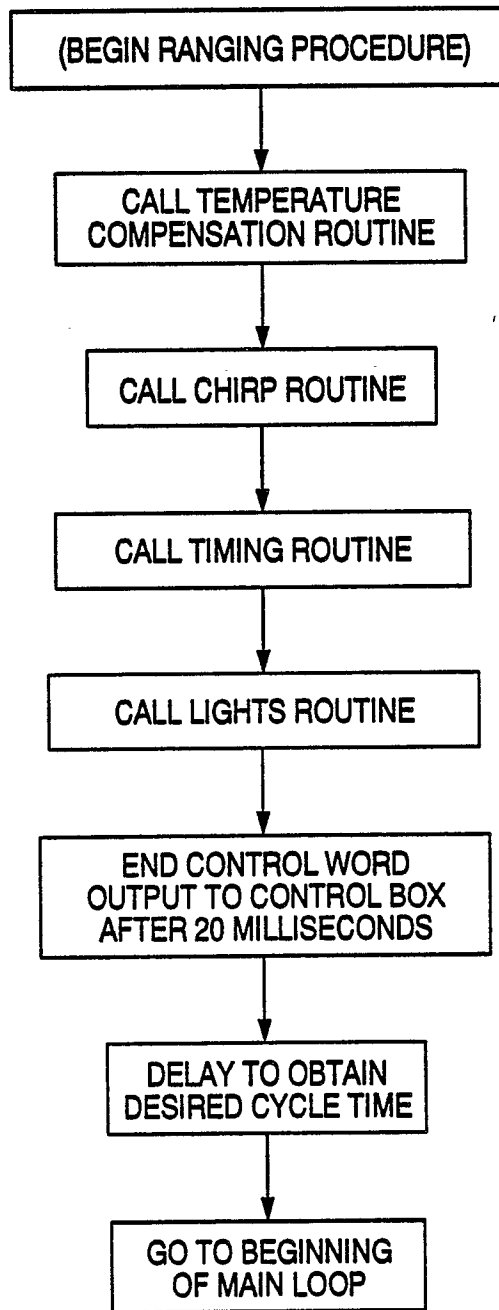 (BEGIN RANGING PROCEDURE)
CALL TEMPERATURE
COMPENSATION ROUTINE
CALL CHIRP ROUTINE
CALL TIMING ROUTINE
CALL LIGHTS ROUTINE
END CONTROL WORD
OUTPUT TO CONTROL BOX
AFTER 20 MILLISECONDS
DELAY TO OBTAIN
DESIRED CYCLE TIME
GO TO BEGINNING
OF MAIN LOOP